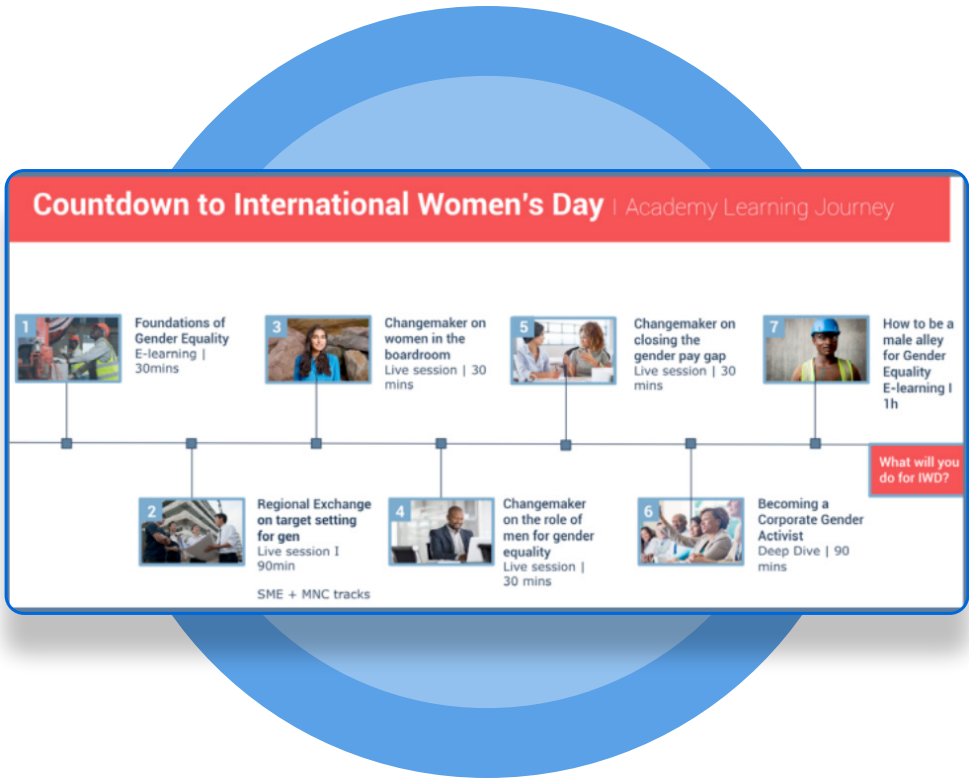 Countdown to International Women's Day | Academy Learning Journey
1
Foundations of
Gender Equality
E-learning |
30mins
3
Changemaker on
women in the
boardroom
Live session | 30
mins
5
Changemaker on
closing the
gender pay gap
Live session | 30
mins
7
How to be a
male alley
for Gender
Equality
E-learning I
1h
What will you
do for IWD?
2
Regional Exchange
on target setting
for gen
Live session I
90min
SME + MNC tracks
4
Changemaker
on the role of
men for gender
equality
Live session |
30 mins
6
Becoming a
Corporate Gender
Activist
Deep Dive | 90
mins